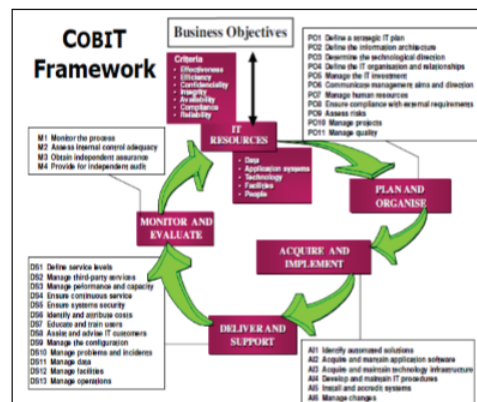 COBIT
Framework
Business Objectives
Criteria
• Effectiveness
• Efficiency
• Confidenciality
• Integrity
• Availability
• Compliance
• Reliability
IT
RESOURCES
• Data
• Application systems
• Technology
• Facilities
• People
PO1 Define a strategic IT plan
PO2 Define the information architecture
PO3 Determine the technological direction
PO4 Define the IT organisation and relationships
PO5 Manage the IT investment
PO6 Communicate management aims and direction
PO7 Manage human resources
PO8 Ensure compliance with external requirements
PO9 Assess risks
PO10 Manage projects
PO11 Manage quality
PLAN AND
ORGANISE
ACQUIRE AND
IMPLEMENT
AI1 Identify automated solutions
AI2 Acquire and mantain application software
AI3 Acquire and maintain technology infrastructure
AI4 Develop and maintain IT procedures
AI5 Install and accredit systems
AI6 Manage changes
DELIVER AND
SUPPORT
DS1 Define service levels
DS2 Manage third-party services
DS3 Manage peformance and capacity
DS4 Ensure continuous service
DS5 Ensure systems security
DS6 Identify and attribute costs
DS7 Educate and train users
DS8 Assist and advise IT customers
DS9 Manage the configuration
DS10 Manage problems and incidents
DS11 Manage data
DS12 Manage facilities
DS13 Manage operations
MONITOR AND
EVALUATE
M1 Monitor the process
M2 Assess internal control adequacy
M3 Obtain independent assurance
M4 Provide for independent audit